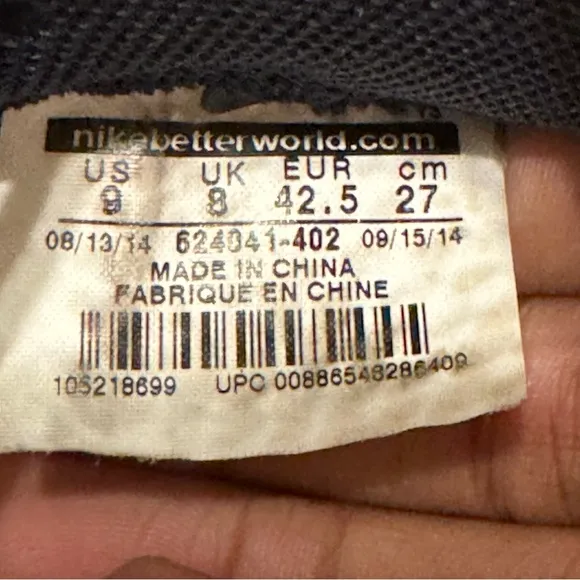 nikebetterworld.com
US UK EUR cm
9 8 42.5 27
08/13/14 624041-402 09/15/14
MADE IN CHINA
FABRIQUE EN CHINE
105218699 UPC 00886548286409